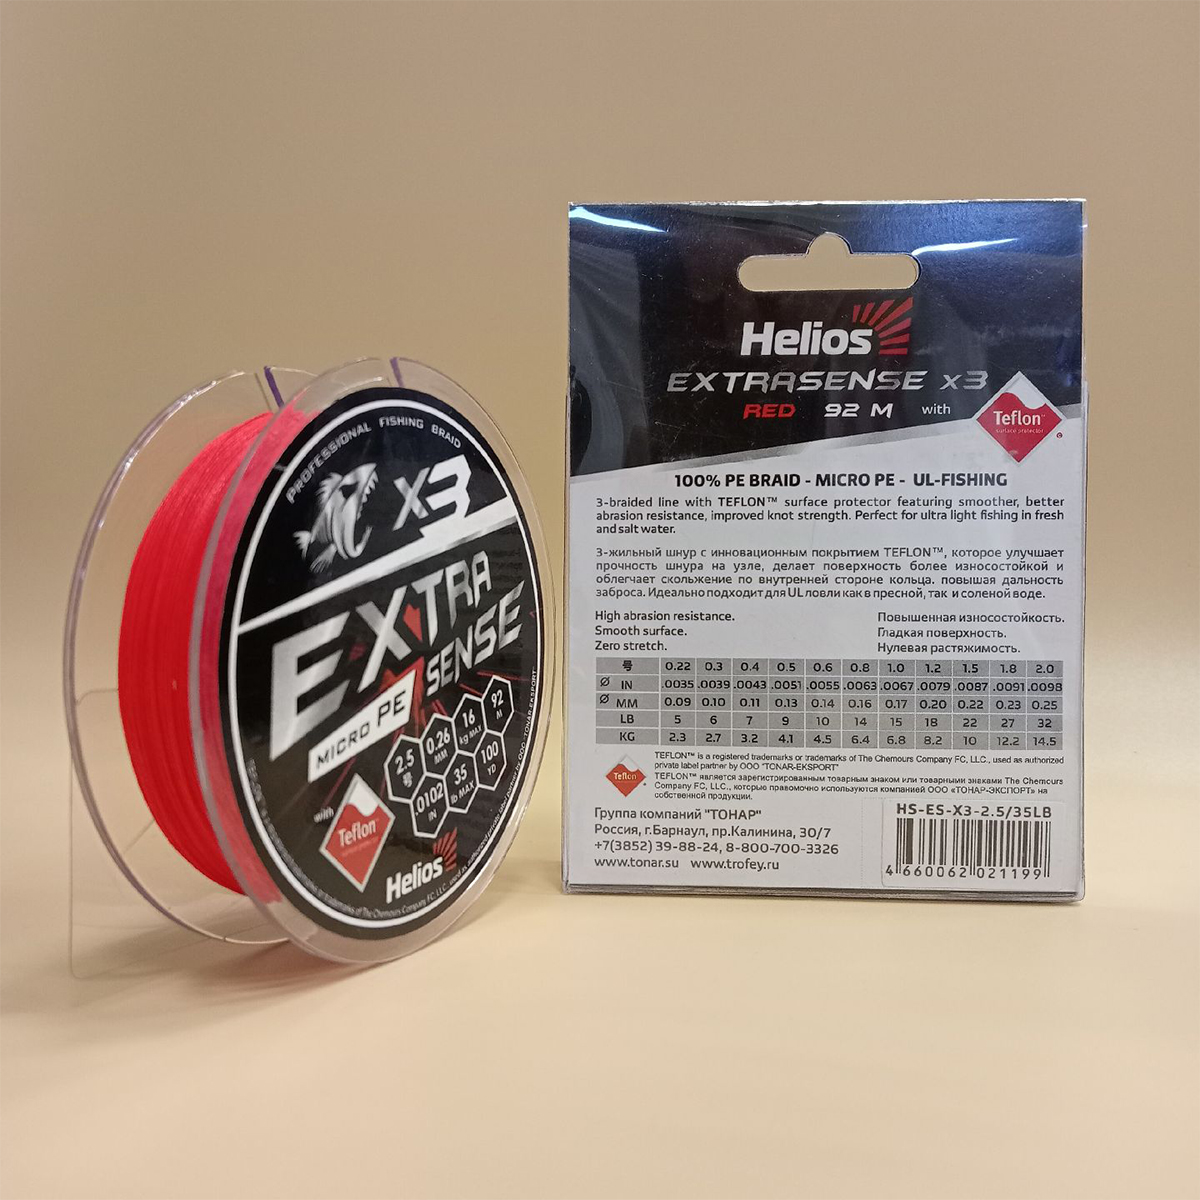 PROFESSIONAL FISHING BRAID
X3
EXTRA
SENSE
MICRO PE
2.5
号
0.26
MM
16
kg MAX
92
M
.0102
IN
35
lb MAX
100
YD
with
Teflon
Helios
Helios
EXTRASENSE x3
RED 92 M with
Teflon™
surface protector
100% PE BRAID - MICRO PE - UL-FISHING
3-braided line with TEFLON™ surface protector featuring smoother, better
abrasion resistance, improved knot strength. Perfect for ultra light fishing in fresh
and salt water.
3-жильный шнур с инновационным покрытием TEFLON™, которое улучшает
прочность шнура на узле, делает поверхность более износостойкой и
облегчает скольжение по внутренней стороне кольца. повышая дальность
заброса. Идеально подходит для UL ловли как в пресной, так и соленой воде.
High abrasion resistance. Повышенная износостойкость.
Smooth surface. Гладкая поверхность.
Zero stretch. Нулевая растяжимость.
号 0.22 0.3 0.4 0.5 0.6 0.8 1.0 1.2 1.5 1.8 2.0
Ø IN .0035 .0039 .0043 .0051 .0055 .0063 .0067 .0079 .0087 .0091 .0098
Ø MM 0.09 0.10 0.11 0.13 0.14 0.16 0.17 0.20 0.22 0.23 0.25
LB 5 6 7 9 10 14 15 18 22 27 32
KG 2.3 2.7 3.2 4.1 4.5 6.4 6.8 8.2 10 12.2 14.5
Teflon
TEFLON™ is a registered trademark or trademarks of The Chemours Company FC, LLC., used as authorized
private label partner by ООО "TONAR-EKSPORT"
TEFLON™ является зарегистрированным товарным знаком или товарными знаками The Chemours
Company FC, LLC., которые правомочно используются компанией ООО «ТОНАР-ЭКСПОРТ» на
собственной продукции.
Группа компаний "ТОНАР"
Россия, г.Барнаул, пр.Калинина, 30/7
+7(3852) 39-88-24, 8-800-700-3326
www.tonar.su www.trofey.ru
HS-ES-X3-2.5/35LB
4 660062 021199